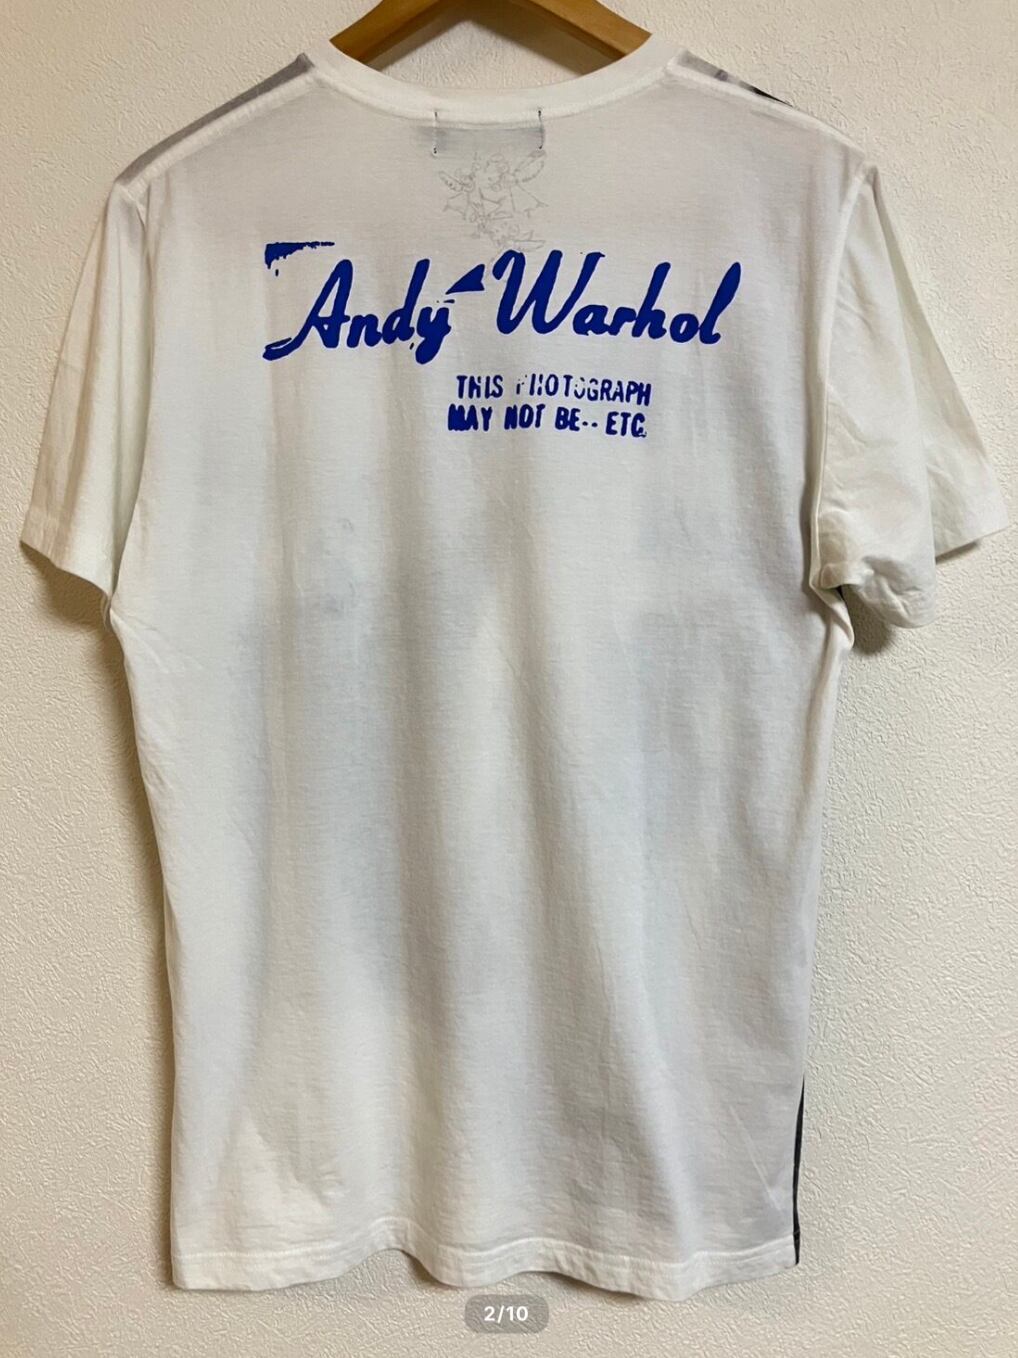 Andy Warhol
THIS PHOTOGRAPH
MAY NOT BE-- ETC.
2/10